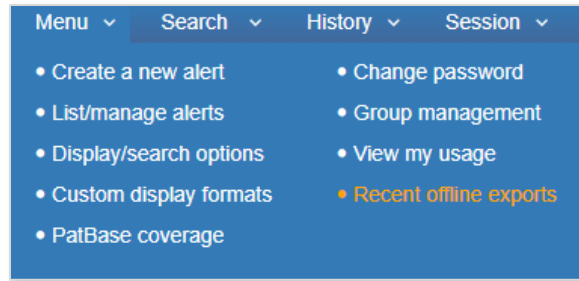 Menu Search History Session
• Create a new alert
• List/manage alerts
• Display/search options
• Custom display formats
• PatBase coverage
• Change password
• Group management
• View my usage
• Recent offline exports